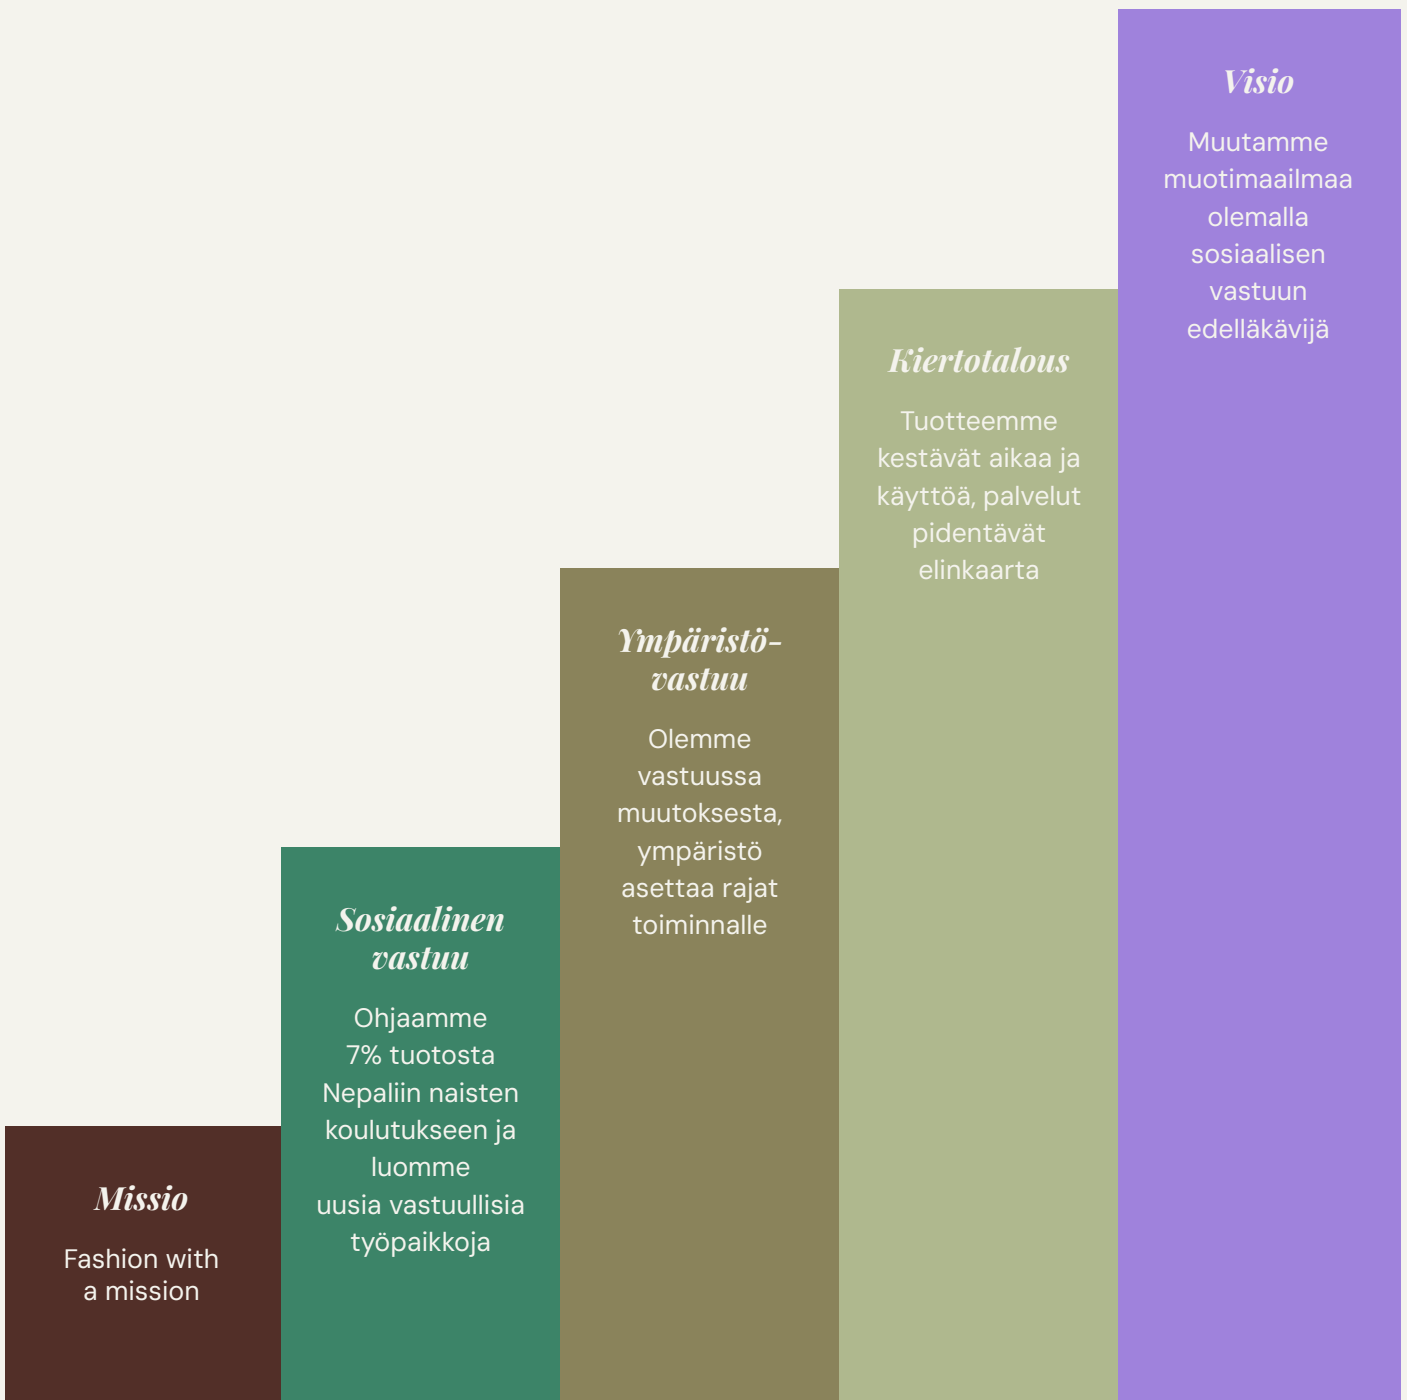 Missio
Fashion with
a mission
Sosiaalinen
vastuu
Ohjaamme
7% tuotosta
Nepaliin naisten
koulutukseen ja
luomme
uusia vastuullisia
työpaikkoja
Ympäristö-
vastuu
Olemme
vastuussa
muutoksesta,
ympäristö
asettaa rajat
toiminnalle
Kiertotalous
Tuotteemme
kestävät aikaa ja
käyttöä, palvelut
pidentävät
elinkaarta
Visio
Muutamme
muotimaailmaa
olemalla
sosiaalisen
vastuun
edelläkävijä